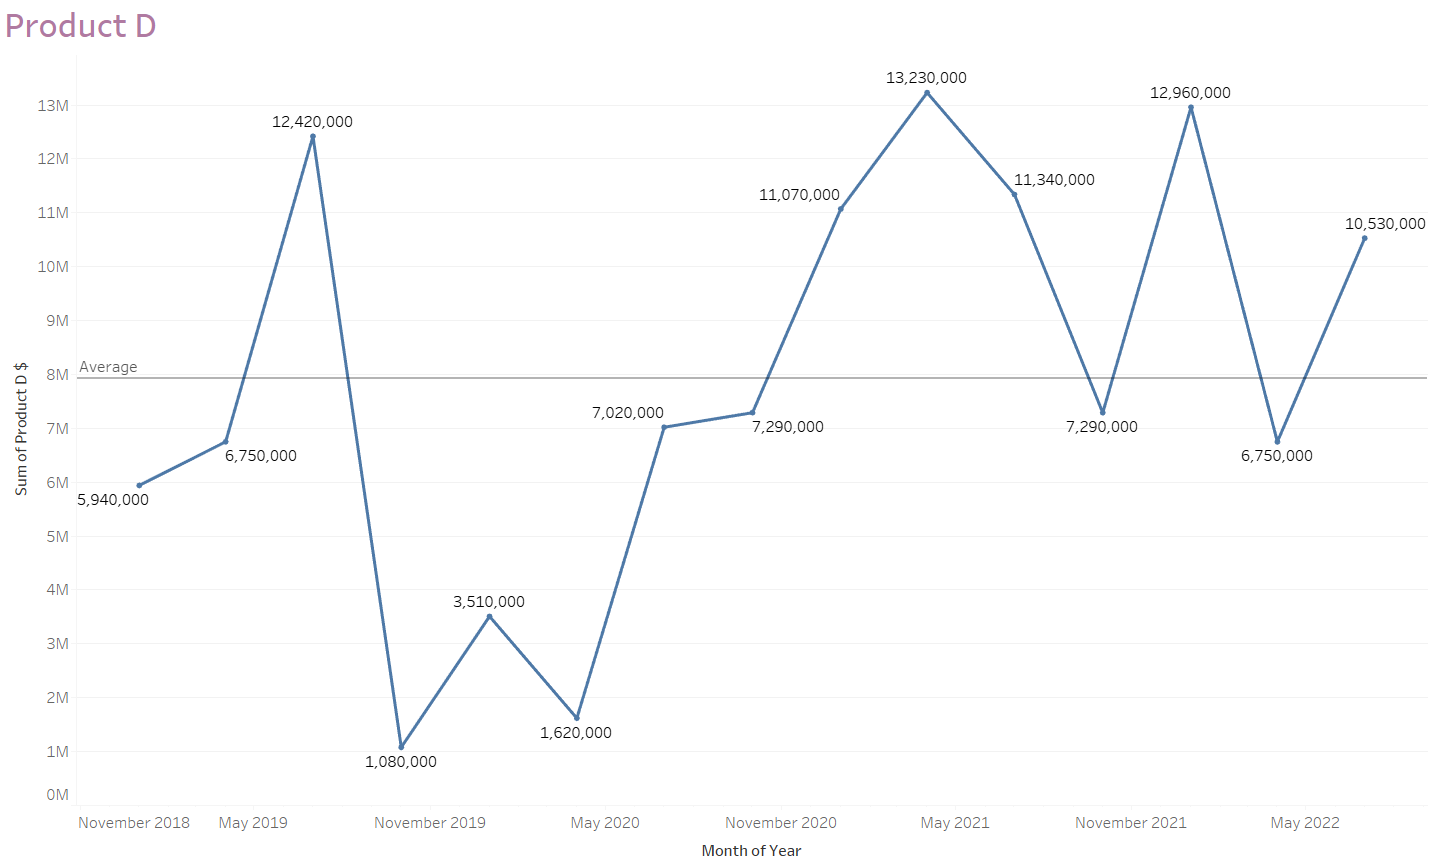 Product D
13,230,000
12,960,000
13M
12,420,000
12M
11,340,000
11,070,000
11M
10,530,000
10M
9M
Average
8M
Sum of Product D $
7,020,000
7M
7,290,000
7,290,000
6,750,000
6,750,000
6M
5,940,000
5M
4M
3,510,000
3M
2M
1,620,000
1M
1,080,000
0M
November 2018 May 2019 November 2019 May 2020 November 2020 May 2021 November 2021 May 2022
Month of Year